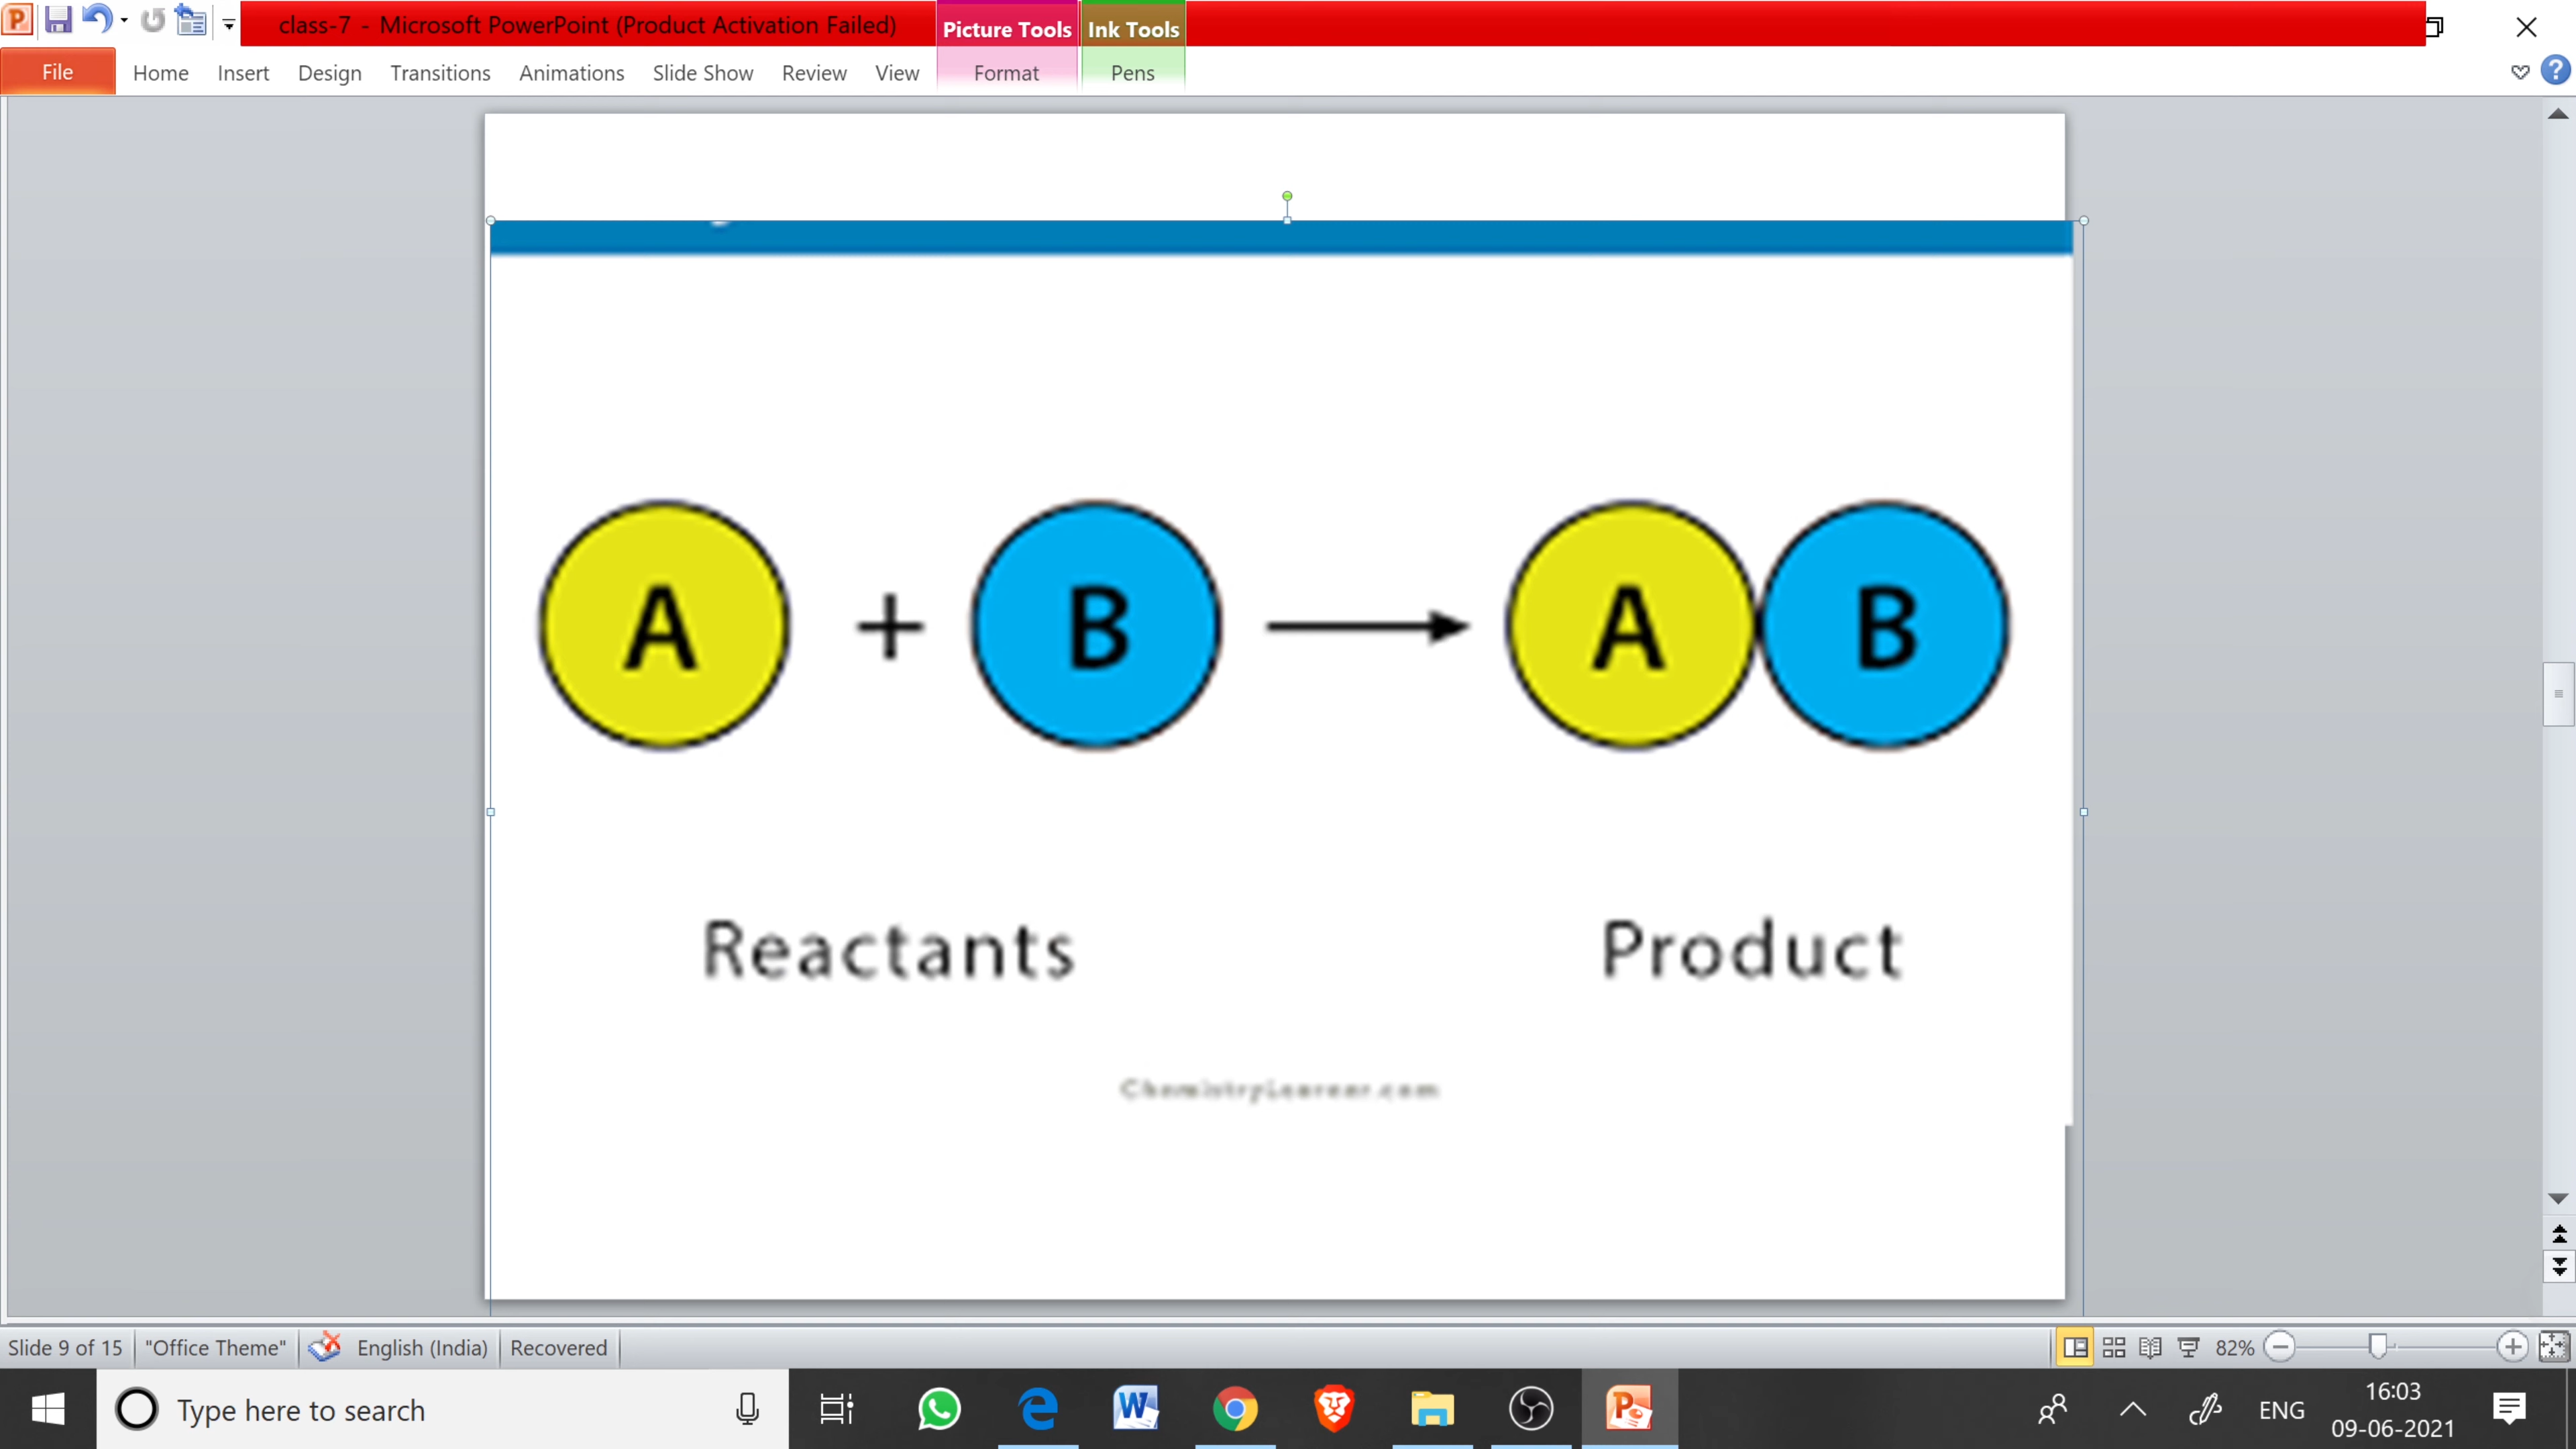 class-7 - Microsoft PowerPoint (Product Activation Failed)
Picture Tools
Ink Tools
File Home Insert Design Transitions Animations Slide Show Review View Format Pens
A + B A B
Reactants Product
Slide 9 of 15 "Office Theme" English (India) Recovered 82%
Type here to search
ENG
16:03
09-06-2021